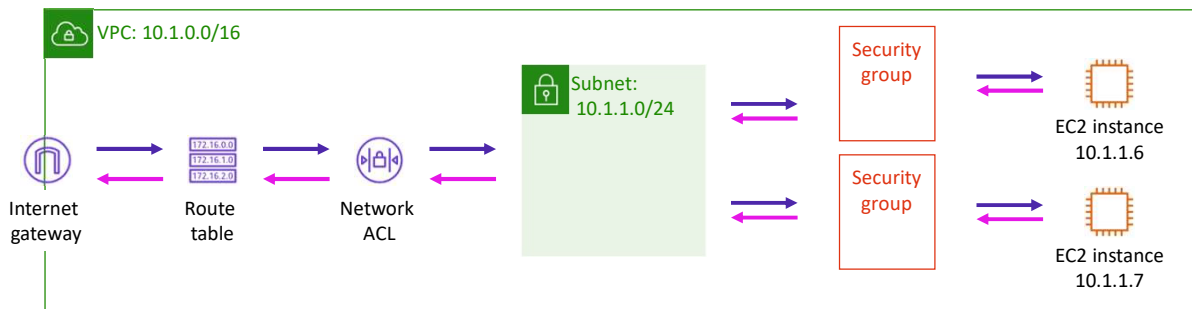 VPC: 10.1.0.0/16
Security
group
Subnet:
10.1.1.0/24
EC2 instance
10.1.1.6
172.16.0.0
172.16.1.0
172.16.2.0
Internet
gateway
Route
table
Network
ACL
Security
group
EC2 instance
10.1.1.7